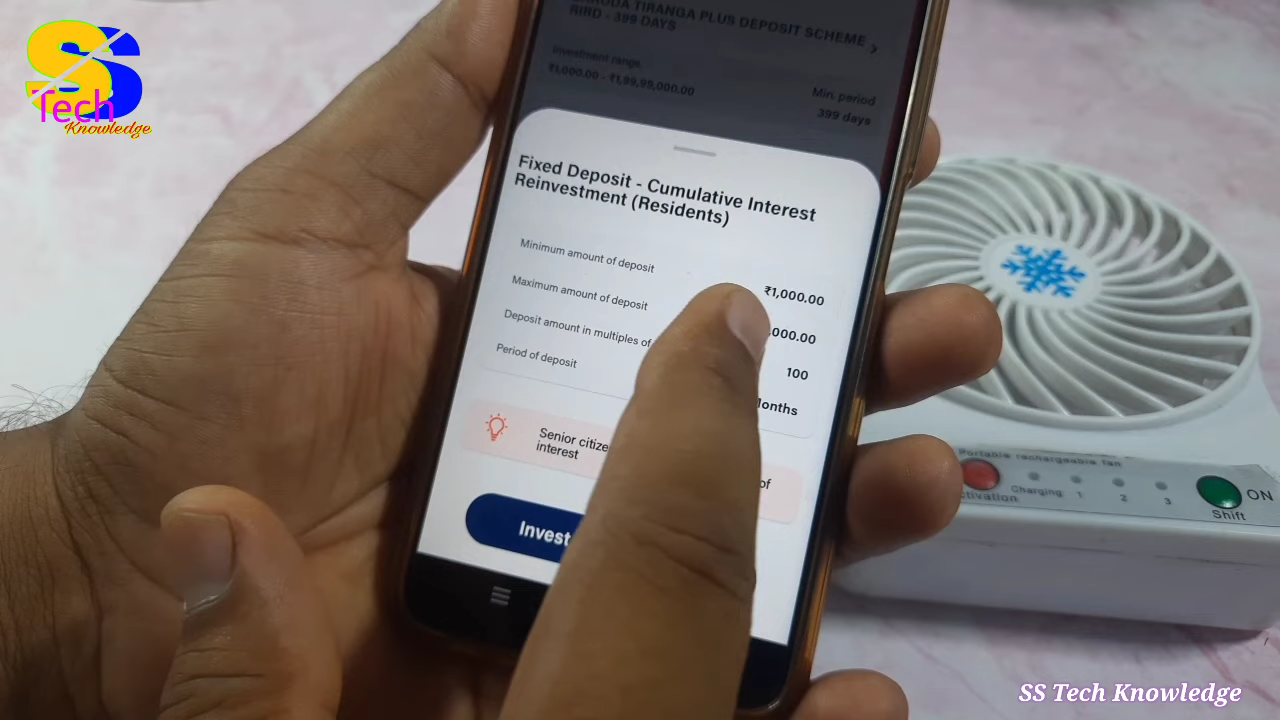 SS
Tech
Knowledge
BARODA TIRANGA PLUS DEPOSIT SCHEME
RIRD - 399 DAYS
Investment range
₹1,000.00 - ₹1,99,99,000.00
Min. period
399 days
Fixed Deposit - Cumulative Interest
Reinvestment (Residents)
Minimum amount of deposit
₹1,000.00
Maximum amount of deposit
,000.00
Deposit amount in multiples of
100
Period of deposit
Months
Senior citize
interest
of
Invest
Portable rechargeable fan
Charging
1
2
3
ON
Shift
SS Tech Knowledge